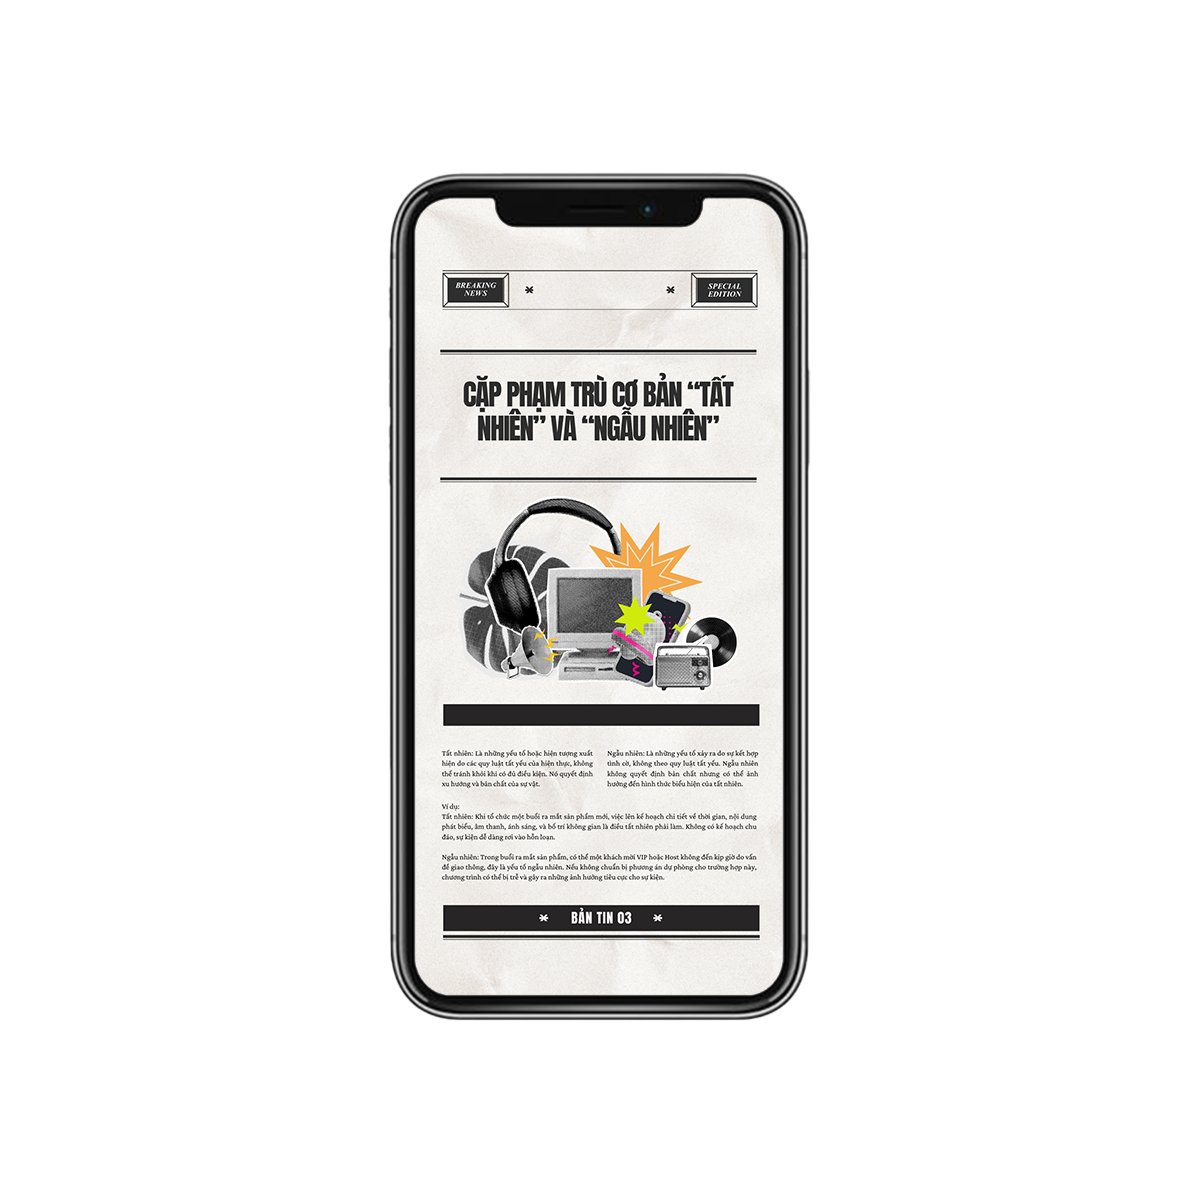 BREAKING
NEWS
SPECIAL
EDITION
CẶP PHẠM TRÙ CƠ BẢN “TẤT
NHIÊN” VÀ “NGẪU NHIÊN”
Tất nhiên: Là những yếu tố hoặc hiện tượng xuất
hiện do các quy luật tất yếu của hiện thực, không
thể tránh khỏi khi có đủ điều kiện. Nó quyết định
xu hướng và bản chất của sự vật.
Ngẫu nhiên: Là những yếu tố xảy ra do sự kết hợp
tình cờ, không theo quy luật tất yếu. Ngẫu nhiên
không quyết định bản chất nhưng có thể ảnh
hưởng đến hình thức biểu hiện của tất nhiên.
Ví dụ:
Tất nhiên: Khi tổ chức một buổi ra mắt sản phẩm mới, việc lên kế hoạch chi tiết về thời gian, nội dung
phát biểu, âm thanh, ánh sáng, và bố trí không gian là điều tất nhiên phải làm. Không có kế hoạch chu
đáo, sự kiện dễ dàng rơi vào hỗn loạn.
Ngẫu nhiên: Trong buổi ra mắt sản phẩm, có thể một khách mời VIP hoặc Host không đến kịp giờ do vấn
đề giao thông, đây là yếu tố ngẫu nhiên. Nếu không chuẩn bị phương án dự phòng cho trường hợp này,
chương trình có thể bị trễ và gây ra những ảnh hưởng tiêu cực cho sự kiện.
BẢN TIN 03